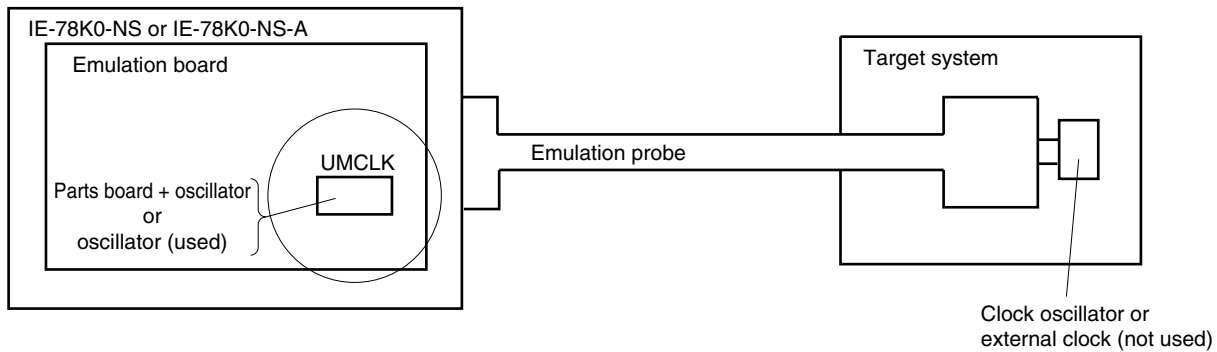 IE-78K0-NS or IE-78K0-NS-A
Emulation board
UMCLK
Parts board + oscillator
or
oscillator (used)
Emulation probe
Target system
Clock oscillator or
external clock (not used)